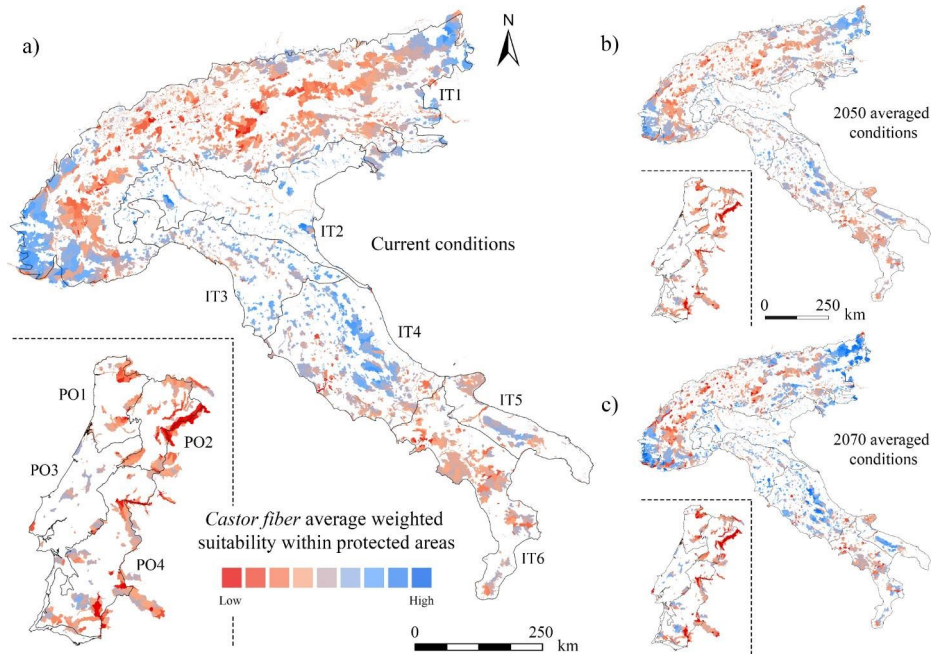 a)
N
IT1
IT2
Current conditions
IT3
IT4
IT5
IT6
PO1
PO2
PO3
PO4
Castor fiber average weighted
suitability within protected areas
Low
High
0
250
km
b)
2050 averaged
conditions
0
250
km
c)
2070 averaged
conditions